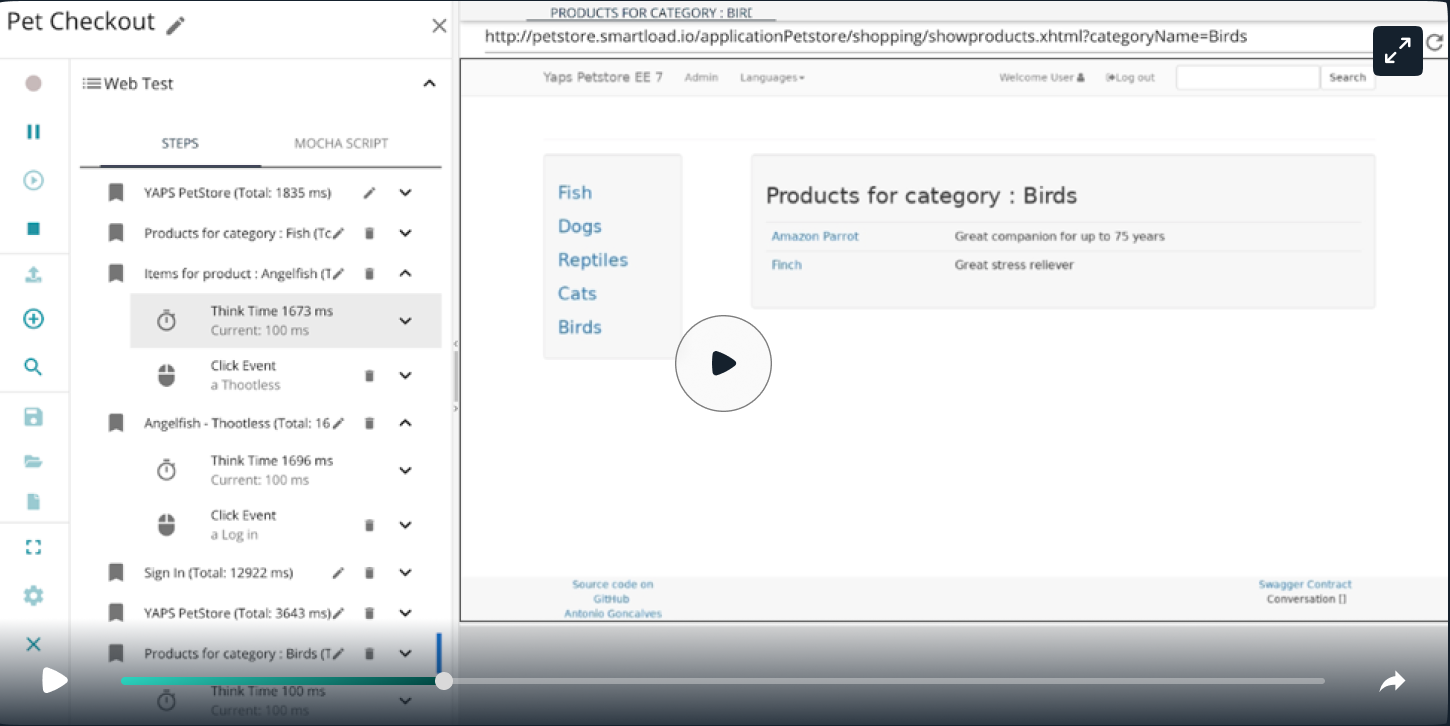 Pet Checkout
Web Test
STEPS
MOCHA SCRIPT
YAPS PetStore (Total: 1835 ms)
Products for category : Fish (Tc
Items for product : Angelfish (T
Think Time 1673 ms
Current: 100 ms
Click Event
a Thootless
Angelfish - Thootless (Total: 16
Think Time 1696 ms
Current: 100 ms
Click Event
a Log in
Sign In (Total: 12922 ms)
YAPS PetStore (Total: 3643 ms)
Products for category : Birds (T
Think Time 100 ms
Current: 100 ms
PRODUCTS FOR CATEGORY : BIRD
http://petstore.smartload.io/applicationPetstore/shopping/showproducts.xhtml?categoryName=Birds
Yaps Petstore EE 7
Admin
Languages
Welcome User
Log out
Search
Fish
Dogs
Reptiles
Cats
Birds
Products for category : Birds
Amazon Parrot
Great companion for up to 75 years
Finch
Great stress reliever
Source code on
GitHub
Antonio Goncalves
Swagger Contract
Conversation []